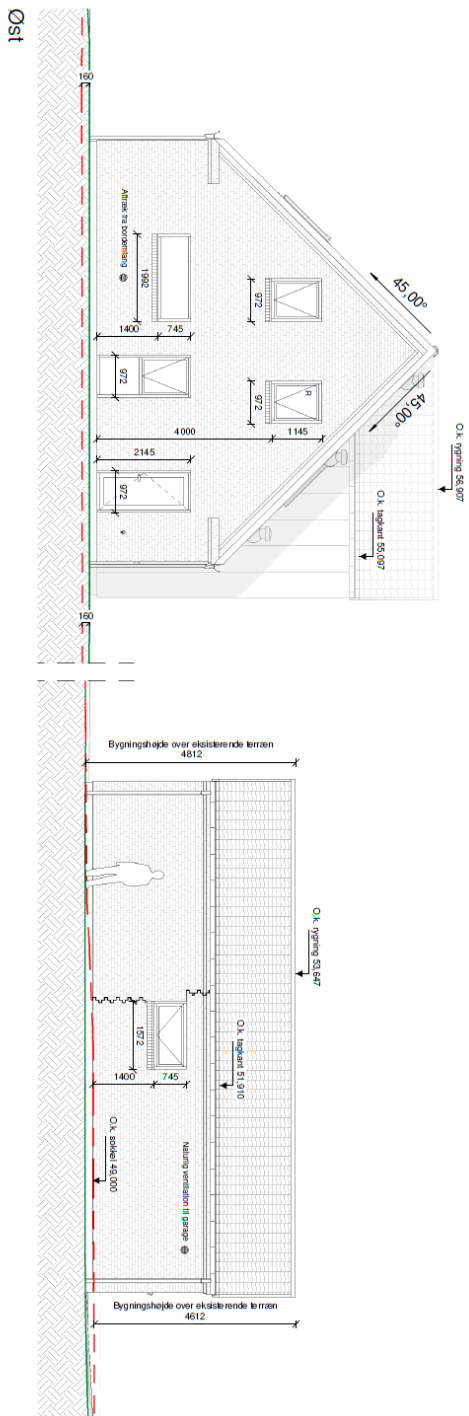 Øst
160
45,00°
45,00°
O.k. rygning 56,907
O.k. tagkant 55,097
972
972
R
1145
4000
Aftræk fra bordemfang
1992
1400
745
972
2145
972
160
Bygningshøjde over eksisterende terræn
4812
O.k. rygning 53,647
O.k. tagkant 51,910
1572
1400
745
Naturlig ventilation til garage
O.k. sokkel 49,000
Bygningshøjde over eksisterende terræn
4612